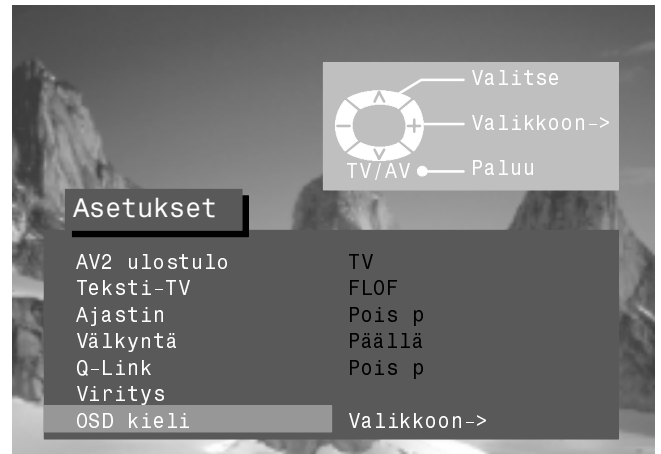 Valitse
Valikkoon->
TV/AV Paluu
Asetukset
AV2 ulostulo TV
Teksti-TV FLOF
Ajastin Pois p
Välkyntä Päällä
Q-Link Pois p
Viritys
OSD kieli Valikkoon->